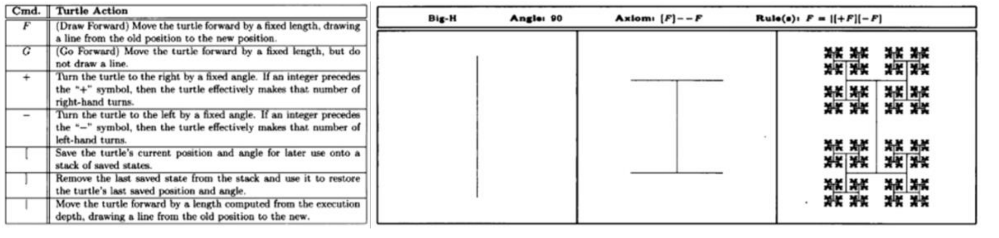 Cmd. Turtle Action
F (Draw Forward) Move the turtle forward by a fixed length, drawing
a line from the old position to the new position.
G (Go Forward) Move the turtle forward by a fixed length, but do
not draw a line.
+ Turn the turtle to the right by a fixed angle. If an integer precedes
the "+" symbol, then the turtle effectively makes that number of
right-hand turns.
− Turn the turtle to the left by a fixed angle. If an integer precedes
the "−" symbol, then the turtle effectively makes that number of
left-hand turns.
[ Save the turtle's current position and angle for later use onto a
stack of saved states.
] Remove the last saved state from the stack and use it to restore
the turtle's last saved position and angle.
| Move the turtle forward by a length computed from the execution
depth, drawing a line from the old position to the new.
Big-H Angle: 90 Axiom: [F]--F Rule(s): F = |[+F][-F]